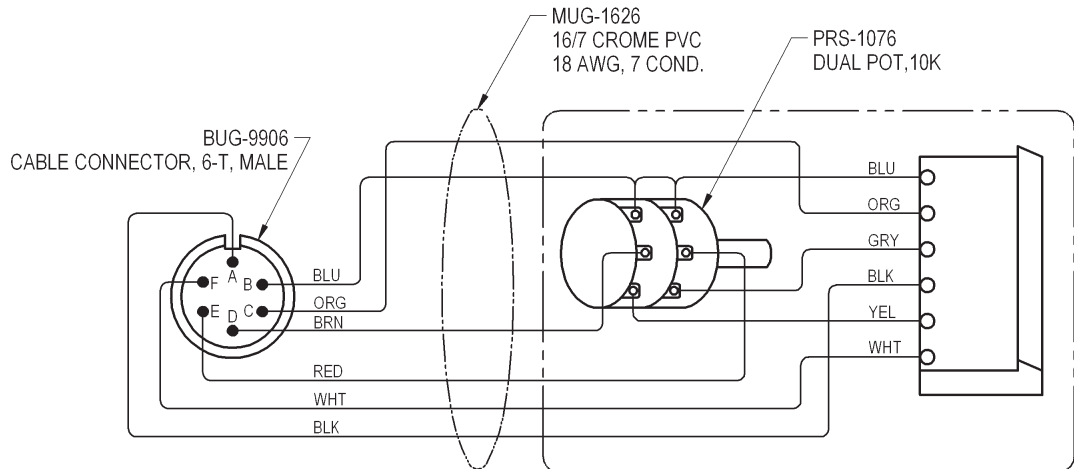 MUG-1626
16/7 CROME PVC
18 AWG, 7 COND.
PRS-1076
DUAL POT,10K
BUG-9906
CABLE CONNECTOR, 6-T, MALE
BLU
ORG
GRY
BLK
YEL
WHT
A
B
C
D
E
F
BLU
ORG
BRN
RED
WHT
BLK